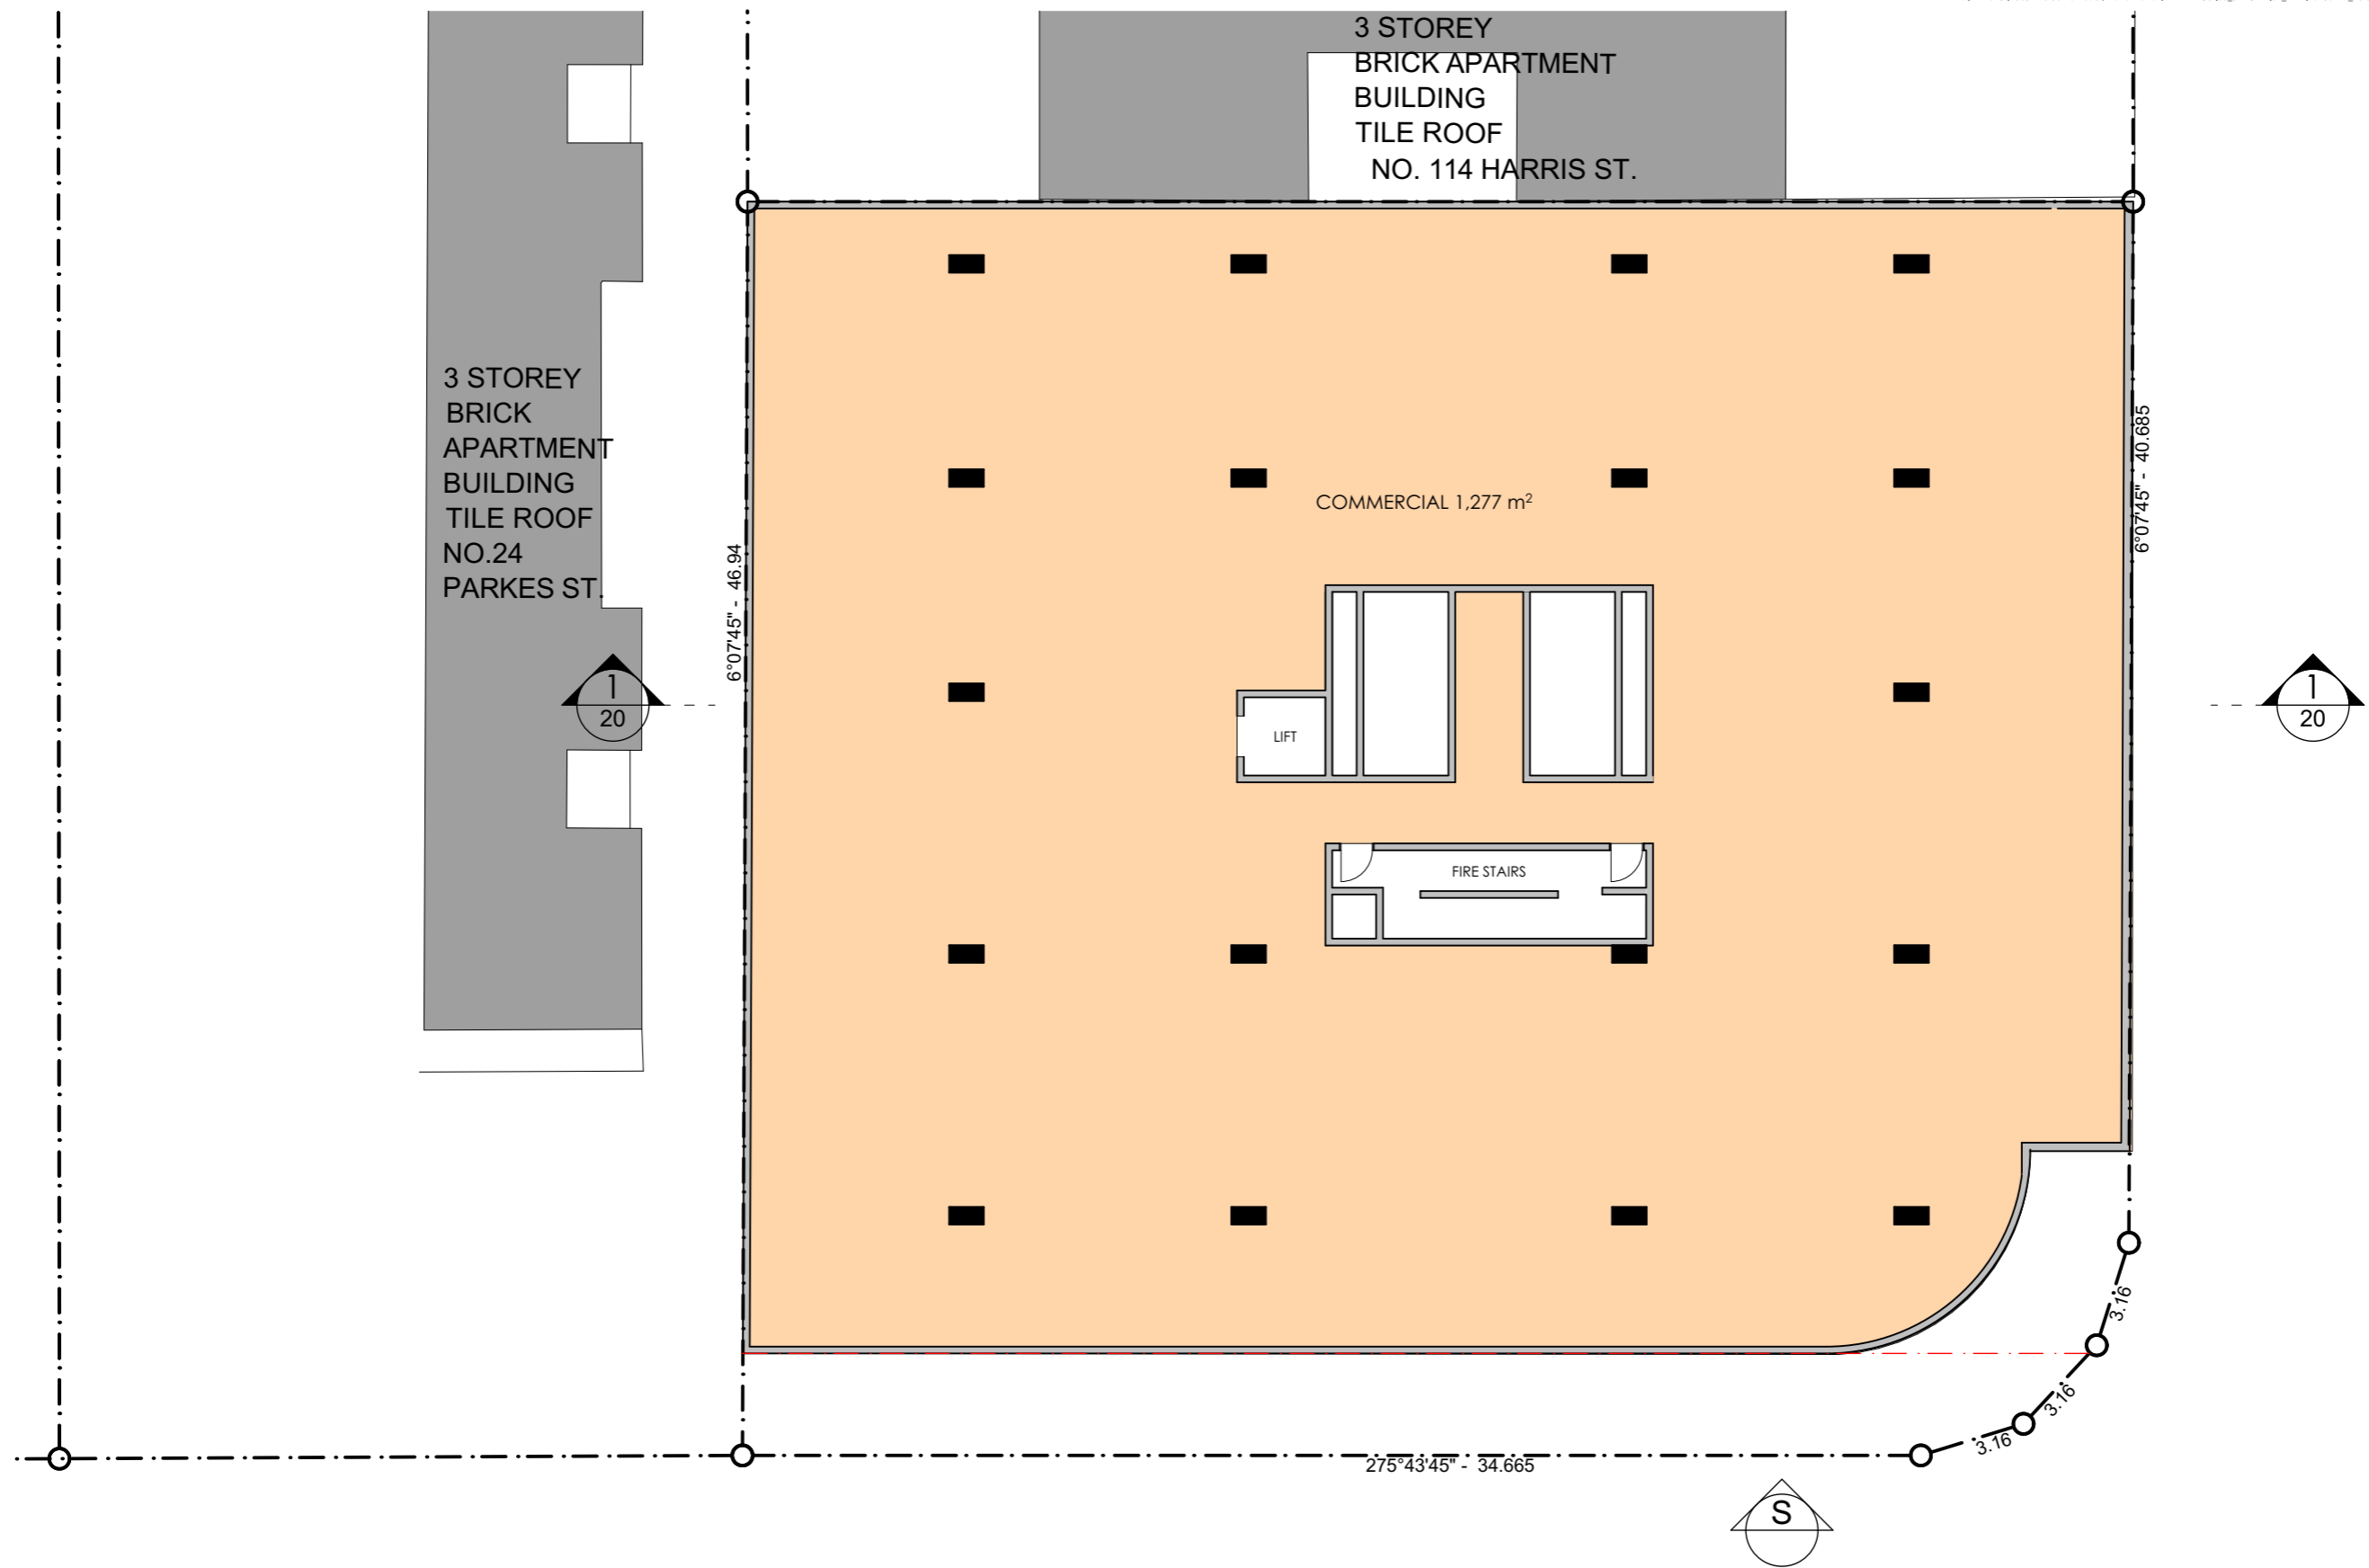 3 STOREY
BRICK APARTMENT
BUILDING
TILE ROOF
NO. 114 HARRIS ST.
3 STOREY
BRICK
APARTMENT
BUILDING
TILE ROOF
NO.24
PARKES ST.
6°07'45" - 46.94
6°07'45" - 40.685
COMMERCIAL 1,277 m²
1
20
LIFT
1
20
FIRE STAIRS
3.16
3.16
3.16
275°43'45" - 34.665
S